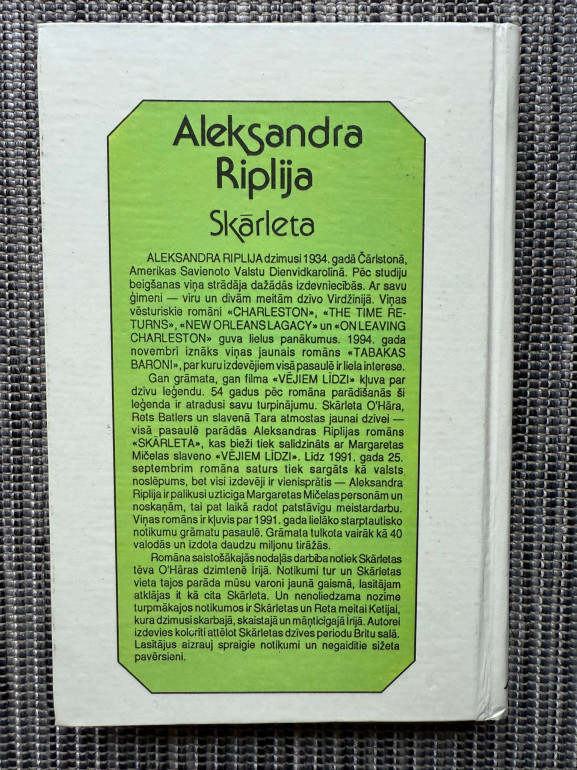 Aleksandra
Riplija
Skārleta
ALEKSANDRA RIPLIJA dzimusi 1934. gadā Čārlstonā,
Amerikas Savienoto Valstu Dienvidkarolīnā. Pēc studiju
beigšanas viņa strādāja dažādās izdevniecībās. Ar savu
ģimeni — vīru un divām meitām dzīvo Virdžīnijā. Viņas
vēsturiskie romāni «CHARLESTON», «THE TIME RE-
TURNS», «NEW ORLEANS LAGACY» un «ON LEAVING
CHARLESTON» guva lielus panākumus. 1994. gada
novembrī iznāks viņas jaunais romāns «TABAKAS
BARONI», par kuru izdevējiem visā pasaulē ir liela interese.
Gan grāmata, gan filma «VĒJIEM LĪDZI» kļuva par
dzīvu leģendu. 54 gadus pēc romāna parādīšanās šī
leģenda ir atradusi savu turpinājumu. Skārleta O'Hāra,
Rets Batlers un slavenā Tara atmostas jaunai dzīvei —
visā pasaulē parādās Aleksandras Riplijas romāns
«SKĀRLETA», kas bieži tiek salīdzināts ar Margaretas
Mičelas slaveno «VĒJIEM LĪDZI». Līdz 1991. gada 25.
septembrim romāna saturs tiek sargāts kā valsts
noslēpums, bet visi izdevēji ir vienisprātis — Aleksandra
Riplija ir palikusi uzticīga Margaretas Mičelas personām un
noskaņām, tai pat laikā radot patstāvīgu meistardarbu.
Viņas romāns ir kļuvis par 1991. gada lielāko starptautisko
notikumu grāmatu pasaulē. Grāmata tulkota vairāk kā 40
valodās un izdota daudzu miljonu tirāžās.
Romāna saistošākajās nodaļās darbība notiek Skārletas
tēva O'Hāras dzimtenē Īrijā. Notikumi tur un Skārletas
vieta tajos parāda mūsu varoni jaunā gaismā, lasītājam
atklājas it kā cita Skārleta. Un nenoliedzama nozīme
turpmākajos notikumos ir Skārletas un Reta meitai Ketijai,
kura dzimusi skarbajā, skaistajā un māņticīgajā Īrijā. Autorei
izdevies kolorīti attēlot Skārletas dzīves periodu Britu salā.
Lasītājus aizrauj spraigie notikumi un negaidītie sižeta
pavērsieni.